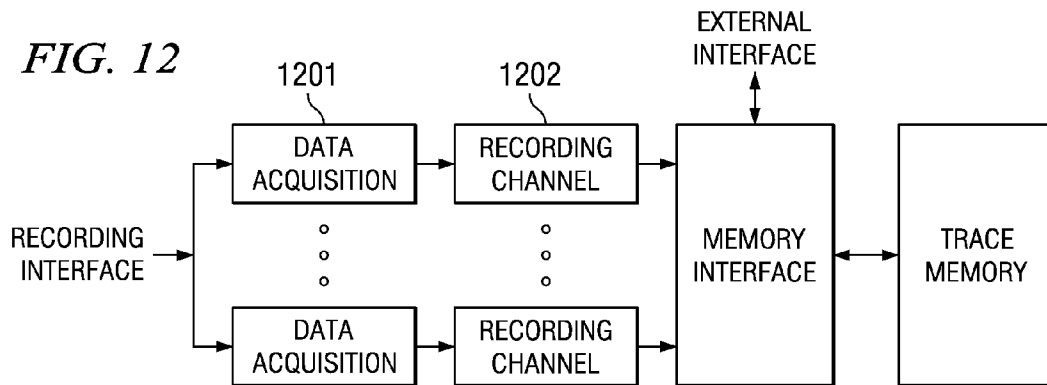 FIG. 12
EXTERNAL
INTERFACE
1201
1202
DATA
ACQUISITION
RECORDING
CHANNEL
RECORDING
INTERFACE
MEMORY
INTERFACE
TRACE
MEMORY
DATA
ACQUISITION
RECORDING
CHANNEL